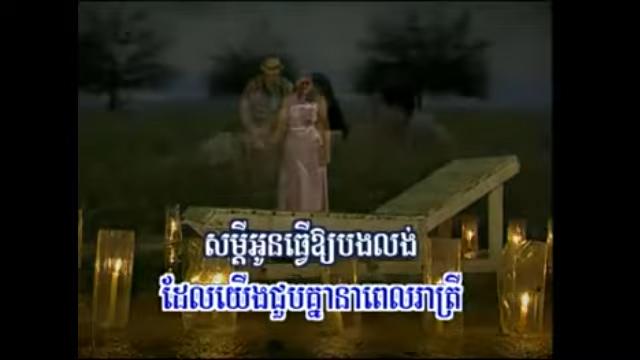 សម្ដីអូនធ្វើឱ្យបងលង់
ដែលយើងជួបគ្នានាពេលរាត្រី